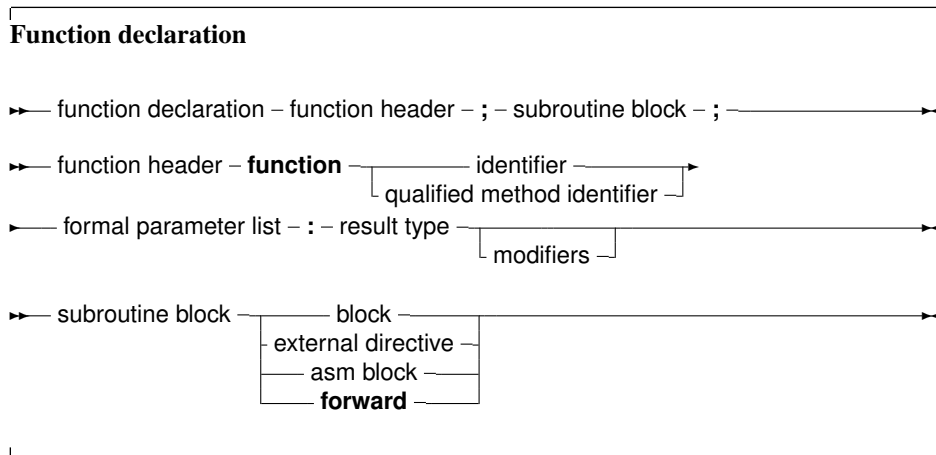 Function declaration
function declaration – function header – ; – subroutine block – ;
function header – function – identifier
qualified method identifier
formal parameter list – : – result type
modifiers
subroutine block – block
external directive
asm block
forward